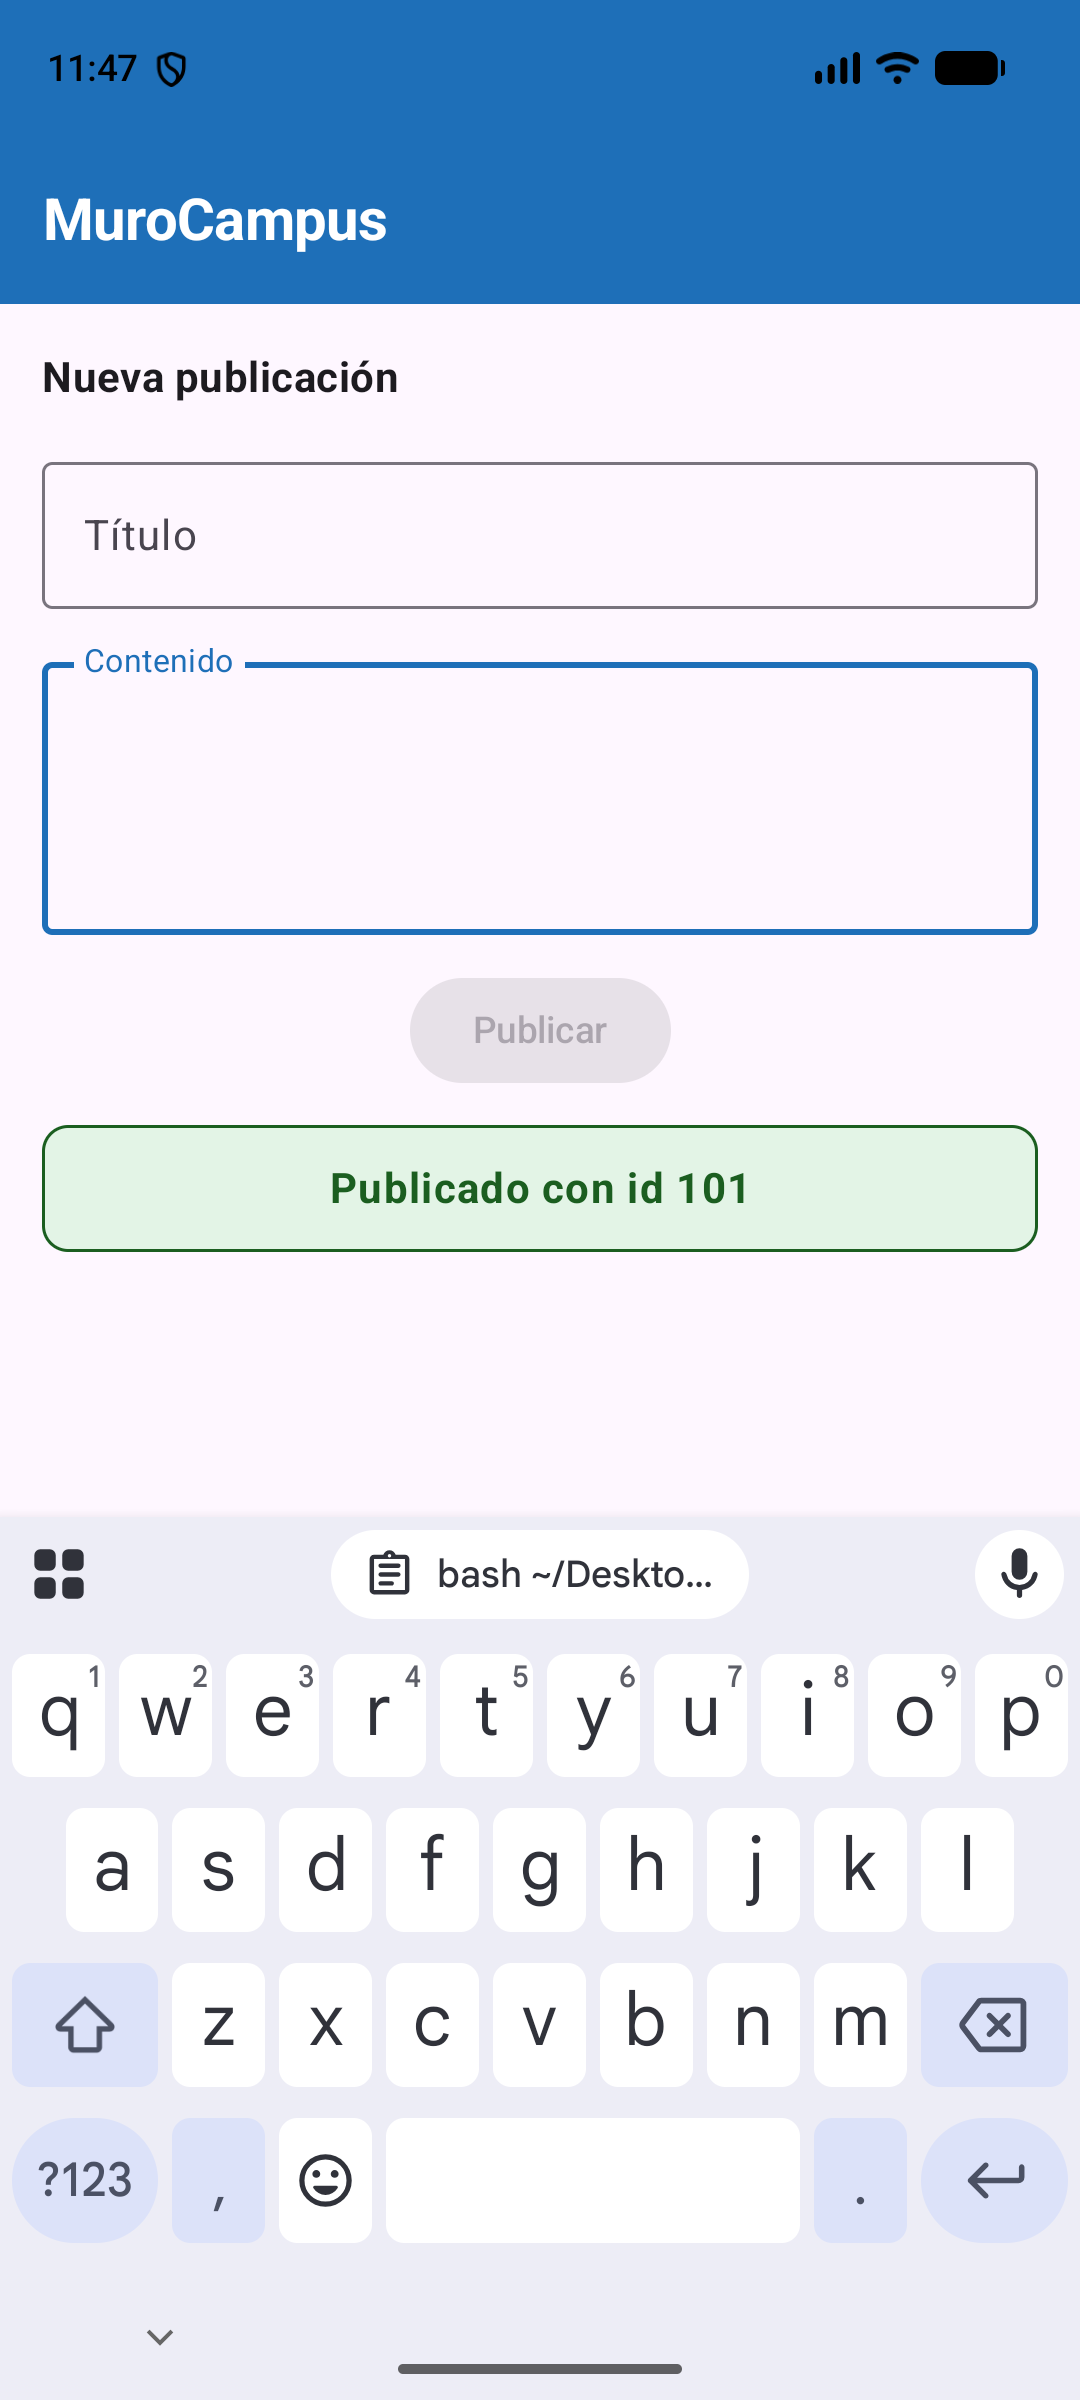 11:47
MuroCampus
Nueva publicación
Título
Contenido
Publicar
Publicado con id 101
bash ~/Deskto...
q1 w2 e3 r4 t5 y6 u7 i8 o9 p0
a s d f g h j k l
z x c v b n m
?123 , .